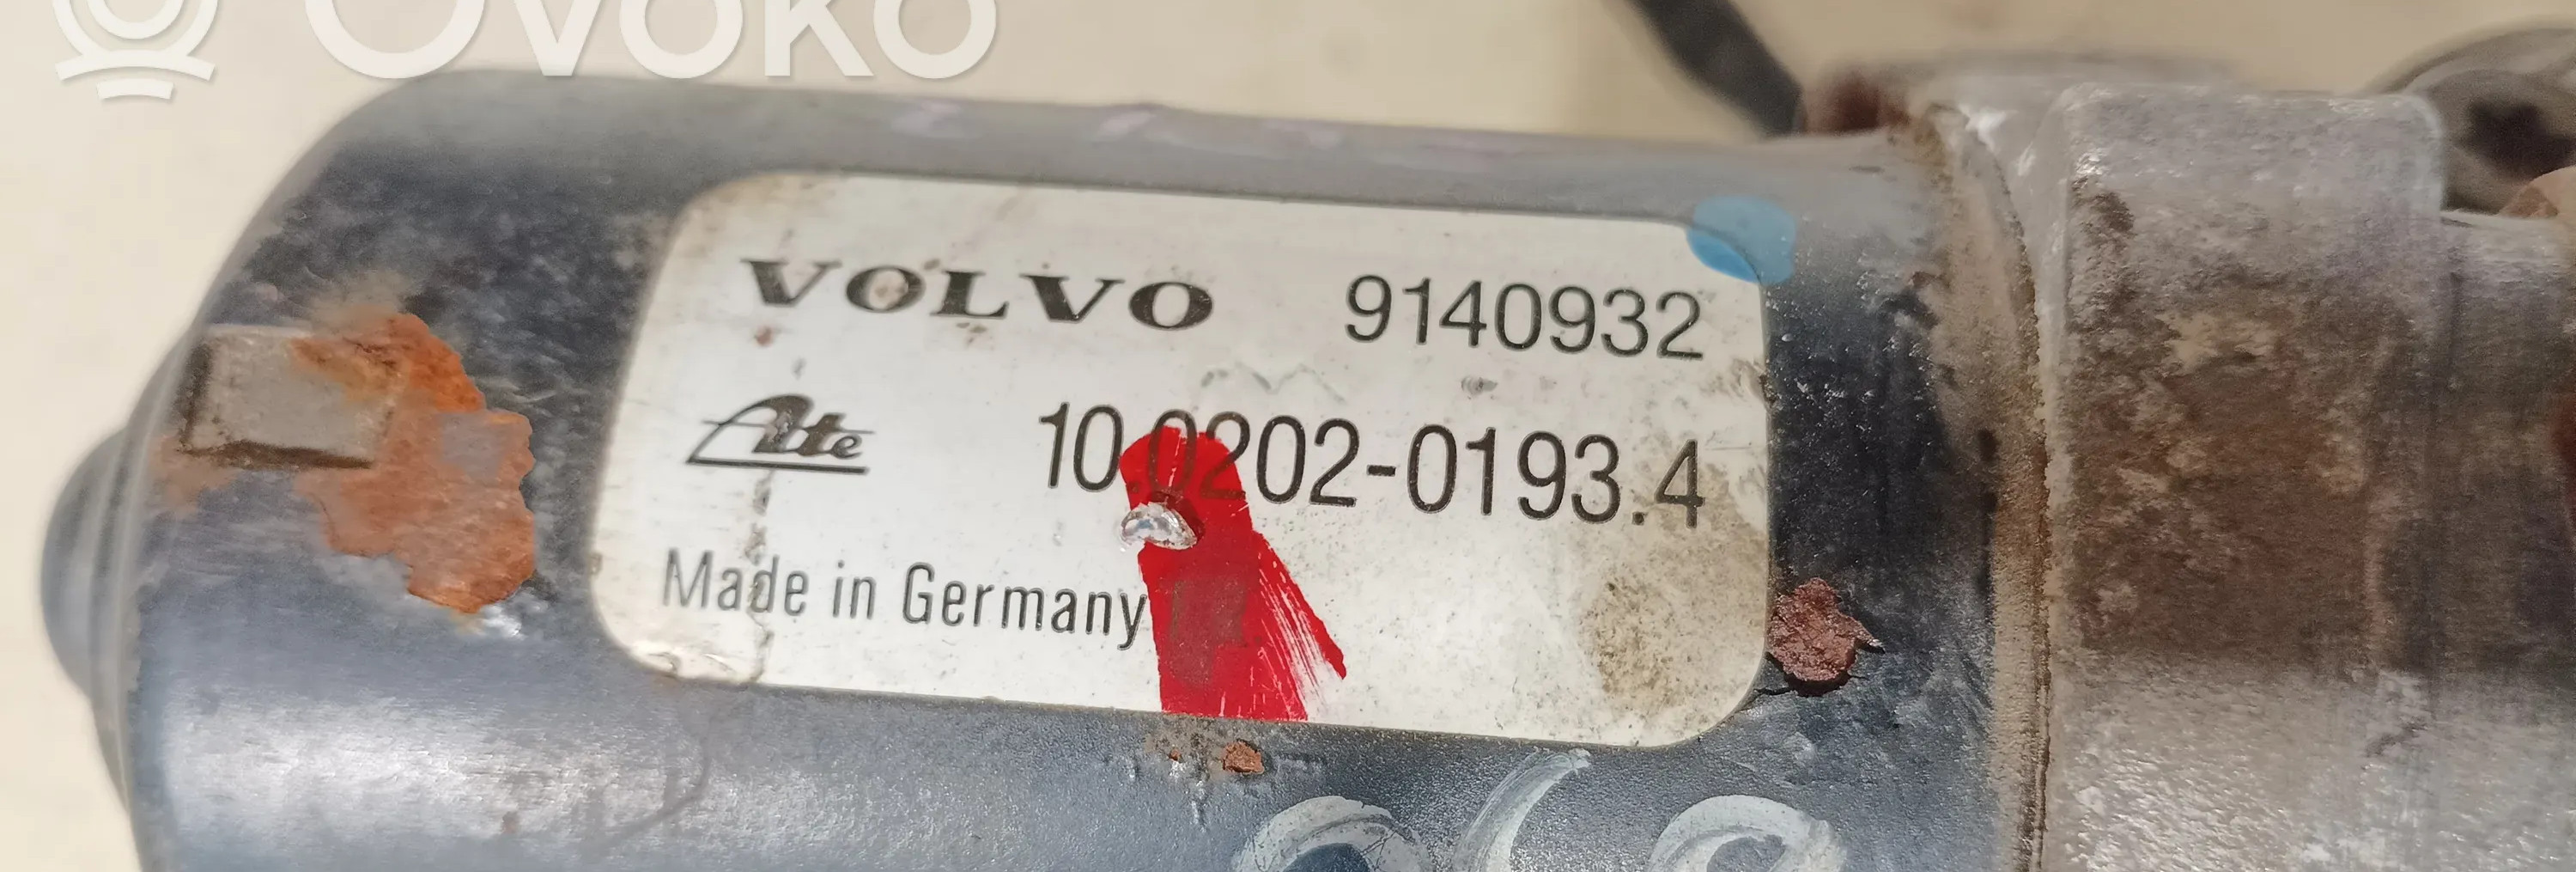 OVOKO
VOLVO 9140932
Ate 10.0202-0193.4
Made in Germany